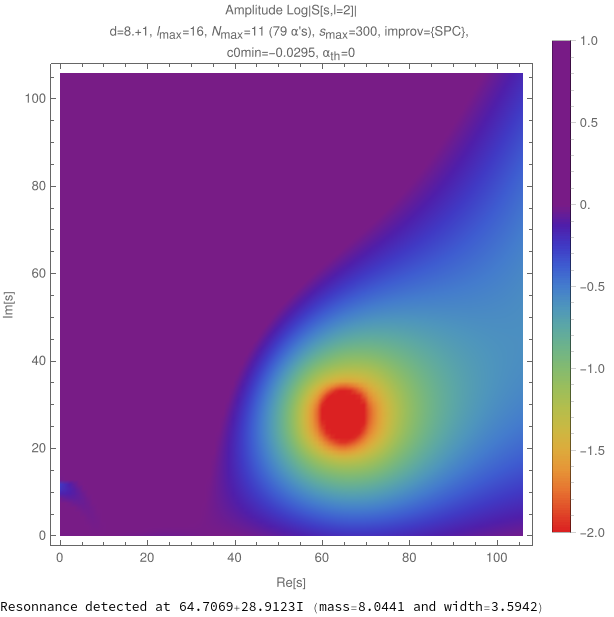 Amplitude Log|S[s,l=2]|
d=8.+1, lmax=16, Nmax=11 (79 α's), smax=300, improv={SPC},
c0min=−0.0295, αth=0
1.0
0.5
0.
−0.5
−1.0
−1.5
−2.0
100
80
60
40
20
0
Im[s]
0 20 40 60 80 100
Re[s]
Resonnance detected at 64.7069+28.9123I (mass=8.0441 and width=3.5942)